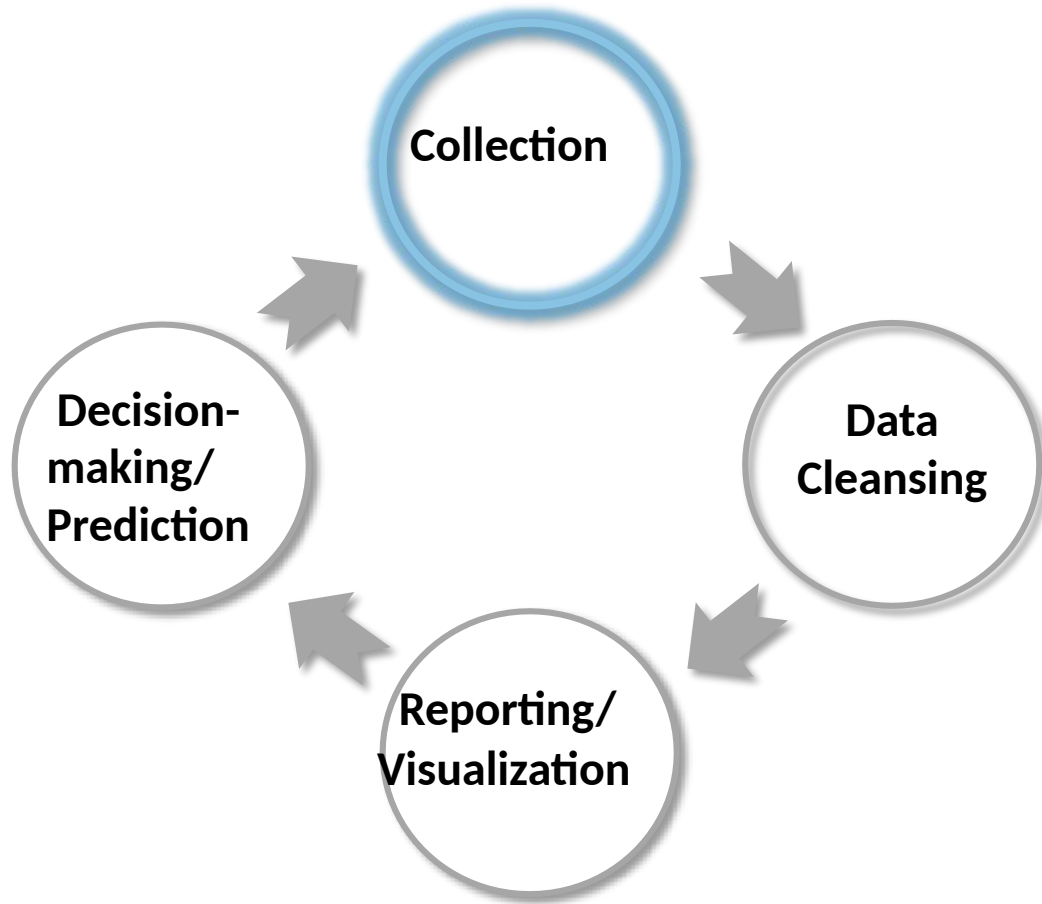 Collection
Data
Cleansing
Reporting/
Visualization
Decision-
making/
Prediction